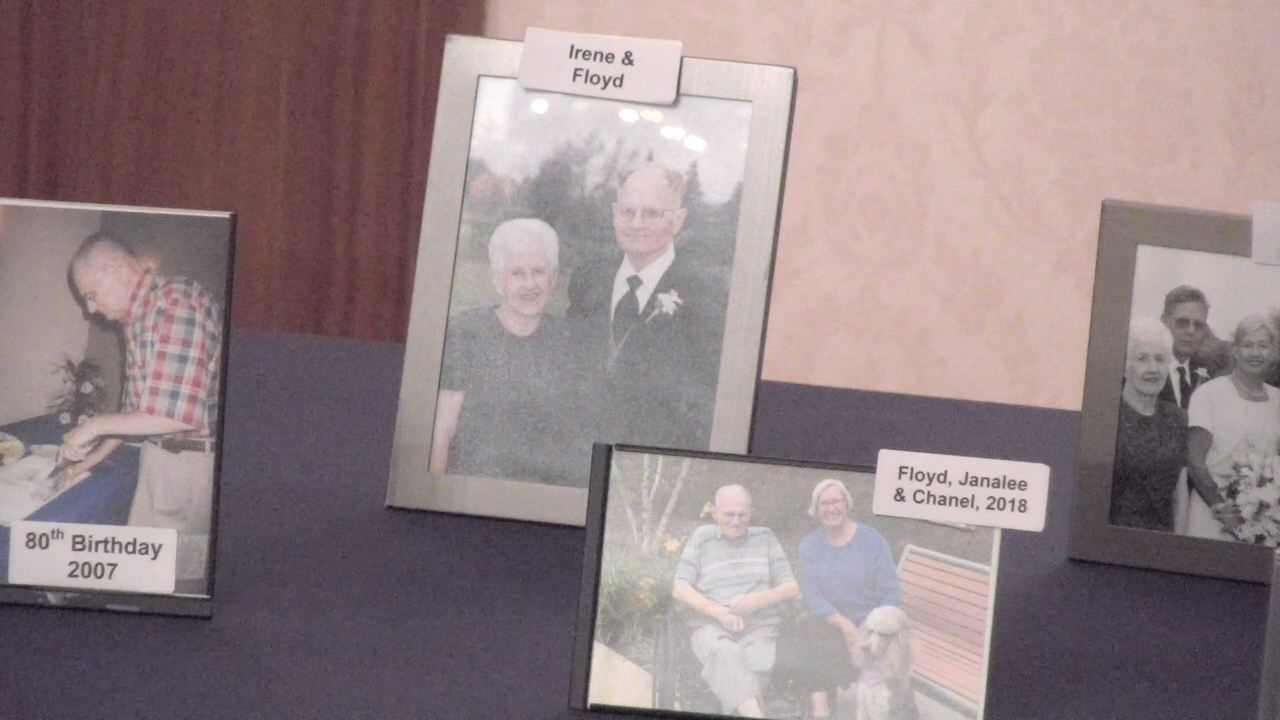 Irene &
Floyd
80th Birthday
2007
Floyd, Janalee
& Chanel, 2018